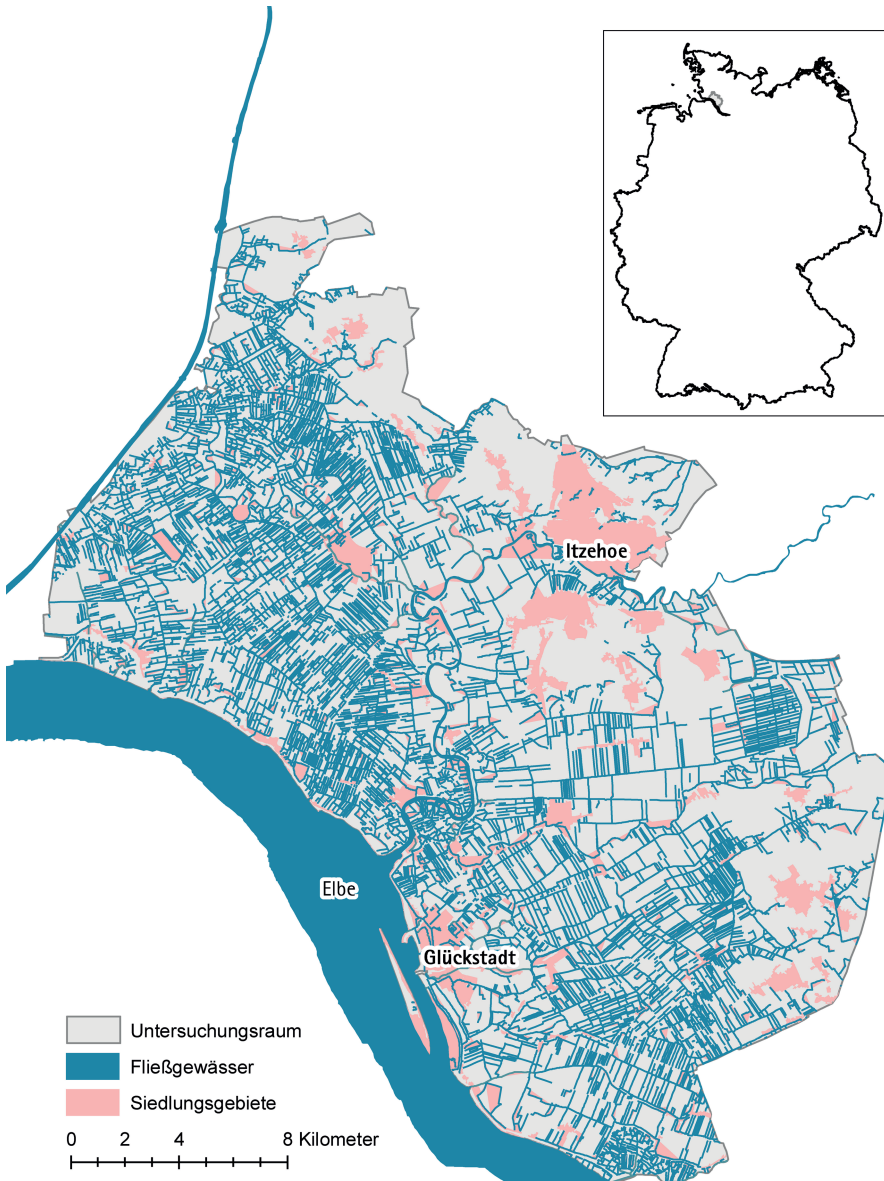 Itzehoe
Elbe
Glückstadt
Untersuchungsraum
Fließgewässer
Siedlungsgebiete
0 2 4 8 Kilometer